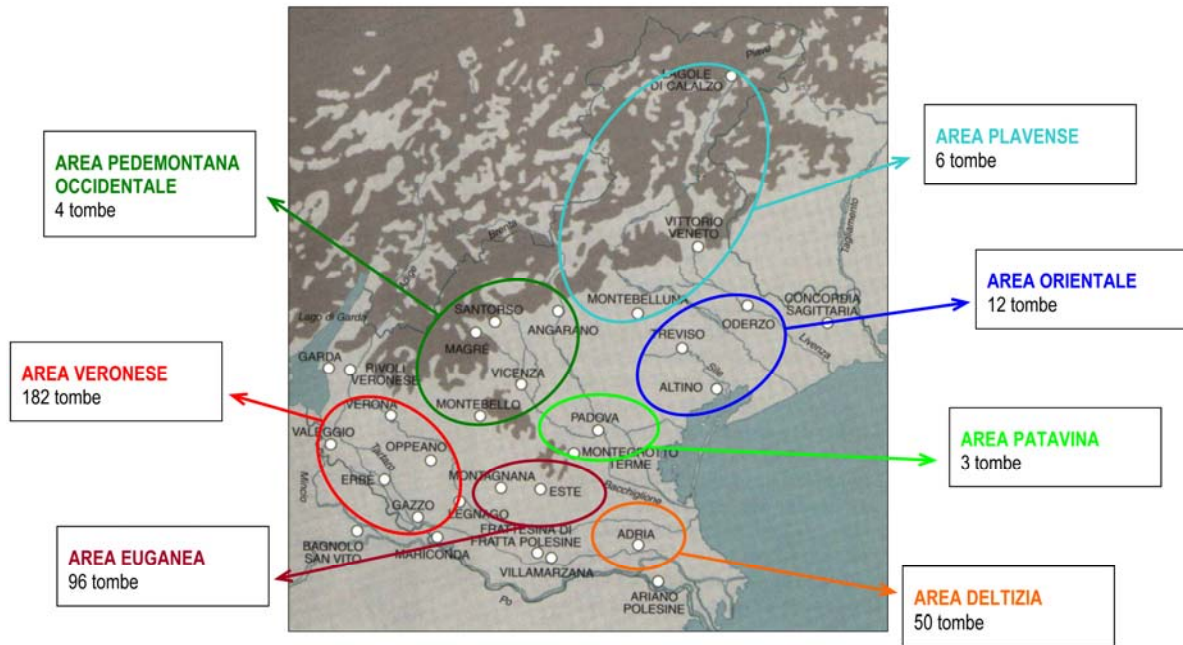 AREA PEDEMONTANA
OCCIDENTALE
4 tombe
AREA VERONESE
182 tombe
AREA EUGANEA
96 tombe
LAGOLE
DI CALALZO
Piave
VITTORIO
VENETO
Tagliamento
Brenta
Adige
Lago di Garda
SANTORSO
MAGRÈ
ANGARANO
MONTEBELLUNA
CONCORDIA
SAGITTARIA
ODERZO
TREVISO
Livenza
Sile
ALTINO
GARDA
RIVOLI
VERONESE
VICENZA
VERONA
MONTEBELLO
PADOVA
VALEGGIO
OPPEANO
Tartaro
MONTEGROTTO
TERME
ERBÈ
MONTAGNANA
ESTE
Bacchiglione
Mincio
GAZZO
LEGNAGO
FRATTESINA DI
FRATTA POLESINE
ADRIA
BAGNOLO
SAN VITO
MARICONDA
VILLAMARZANA
ARIANO
POLESINE
Po
AREA PLAVENSE
6 tombe
AREA ORIENTALE
12 tombe
AREA PATAVINA
3 tombe
AREA DELTIZIA
50 tombe